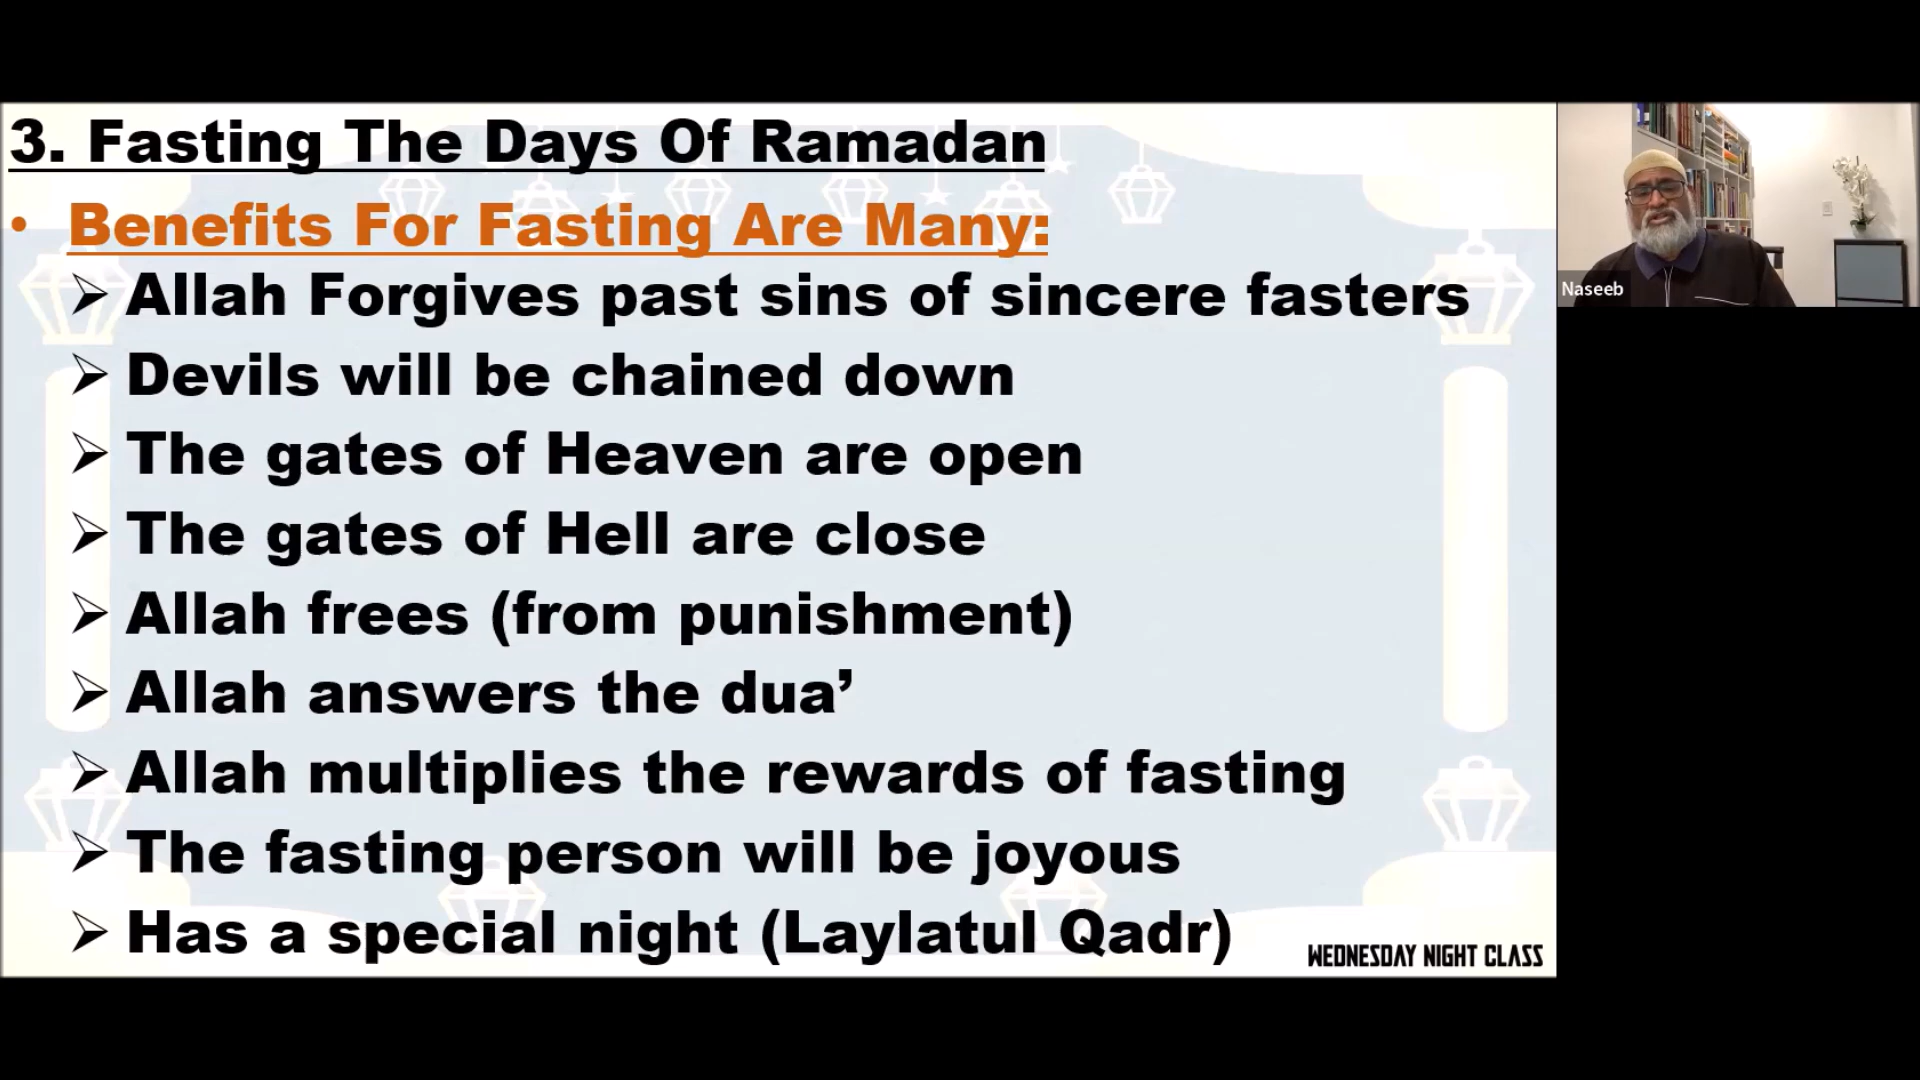 3. Fasting The Days Of Ramadan
• Benefits For Fasting Are Many:
➢ Allah Forgives past sins of sincere fasters
➢ Devils will be chained down
➢ The gates of Heaven are open
➢ The gates of Hell are close
➢ Allah frees (from punishment)
➢ Allah answers the dua’
➢ Allah multiplies the rewards of fasting
➢ The fasting person will be joyous
➢ Has a special night (Laylatul Qadr)
WEDNESDAY NIGHT CLASS
Naseeb